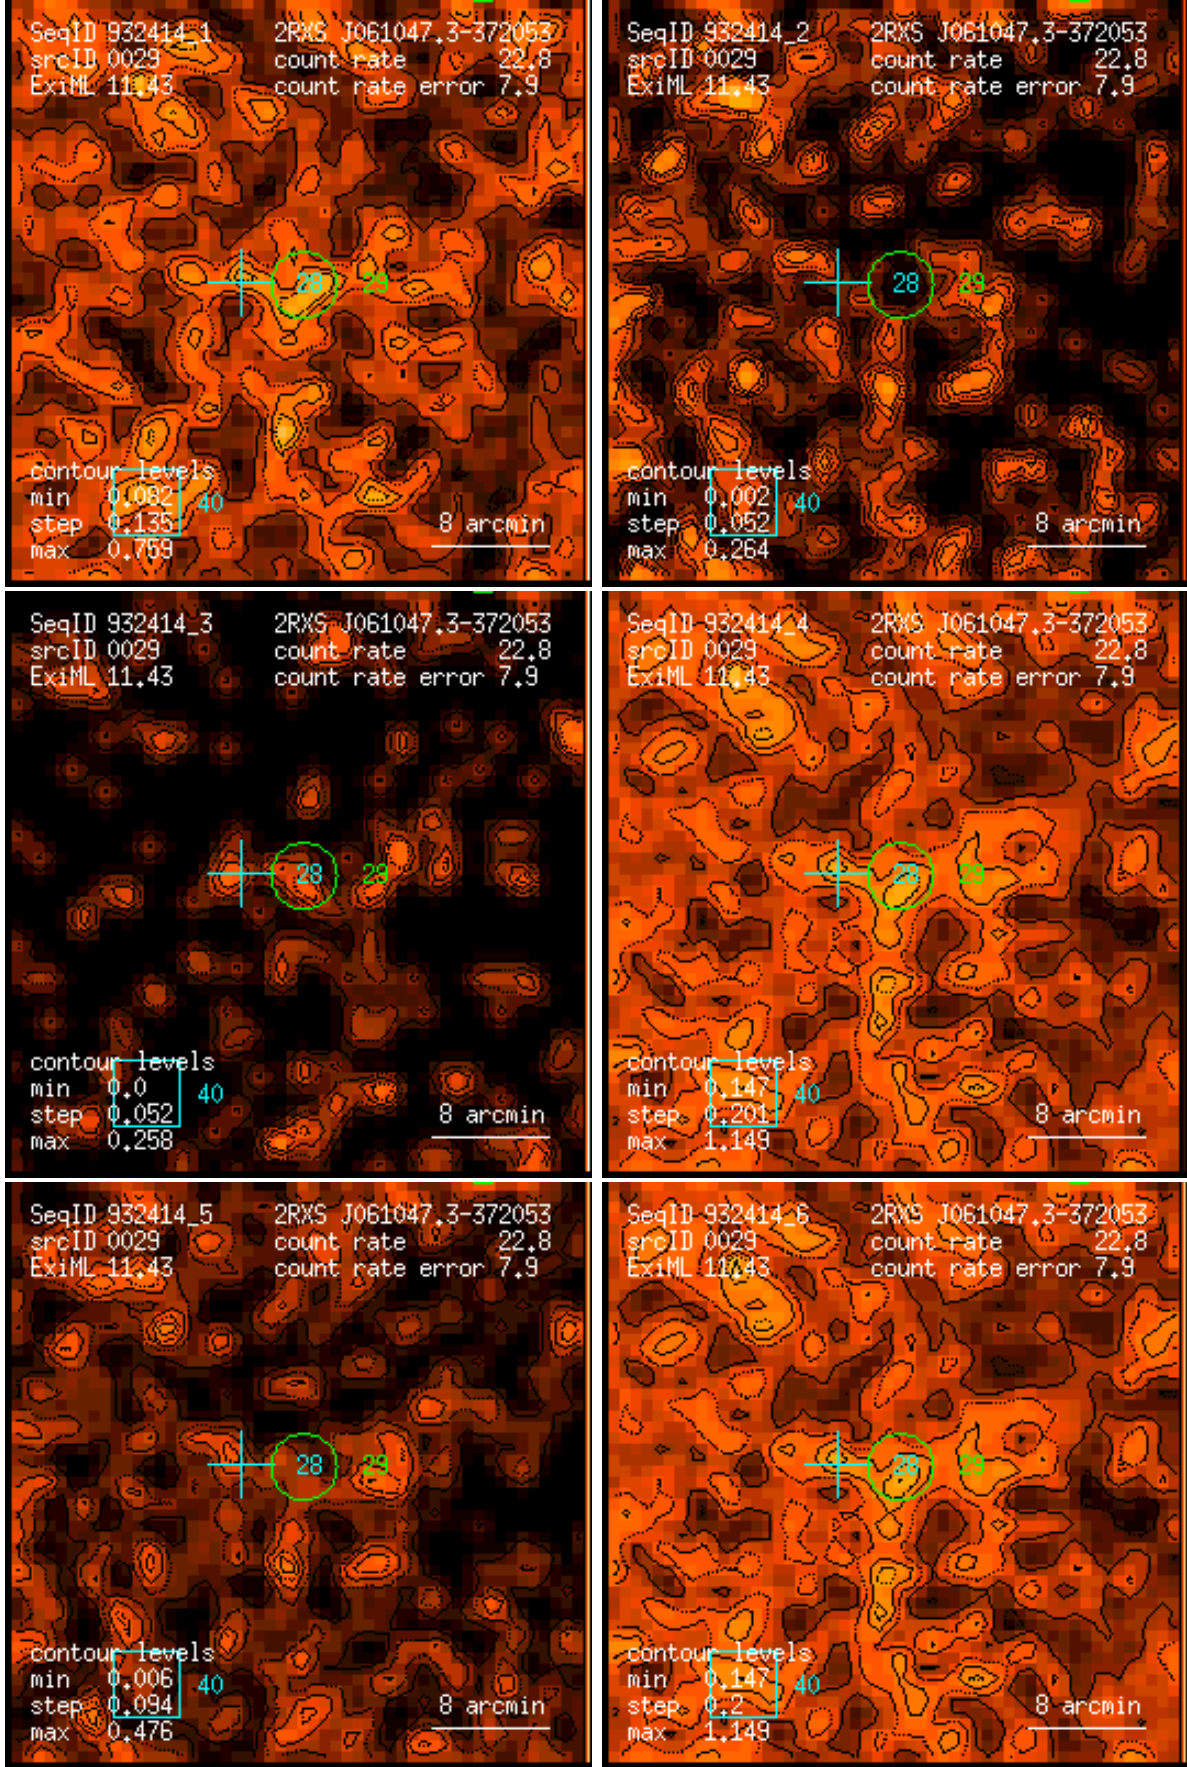 SeqID 932414_1 2RXS J061047.3-372053
srcID 0029 count rate 22.8
ExiML 11.43 count rate error 7.9
28 29
contour levels
min 0.082
40
step 0.135 8 arcmin
max 0.759
SeqID 932414_2 2RXS J061047.3-372053
srcID 0029 count rate 22.8
ExiML 11.43 count rate error 7.9
28 29
contour levels
min 0.002
40
step 0.052 8 arcmin
max 0.264
SeqID 932414_3 2RXS J061047.3-372053
srcID 0029 count rate 22.8
ExiML 11.43 count rate error 7.9
28 29
contour levels
min 0.0
40
step 0.052 8 arcmin
max 0.258
SeqID 932414_4 2RXS J061047.3-372053
srcID 0029 count rate 22.8
ExiML 11.43 count rate error 7.9
28 29
contour levels
min 0.147
40
step 0.201 8 arcmin
max 1.149
SeqID 932414_5 2RXS J061047.3-372053
srcID 0029 count rate 22.8
ExiML 11.43 count rate error 7.9
28 29
contour levels
min 0.006
40
step 0.094 8 arcmin
max 0.476
SeqID 932414_6 2RXS J061047.3-372053
srcID 0029 count rate 22.8
ExiML 11.43 count rate error 7.9
28 29
contour levels
min 0.147
40
step 0.2 8 arcmin
max 1.149